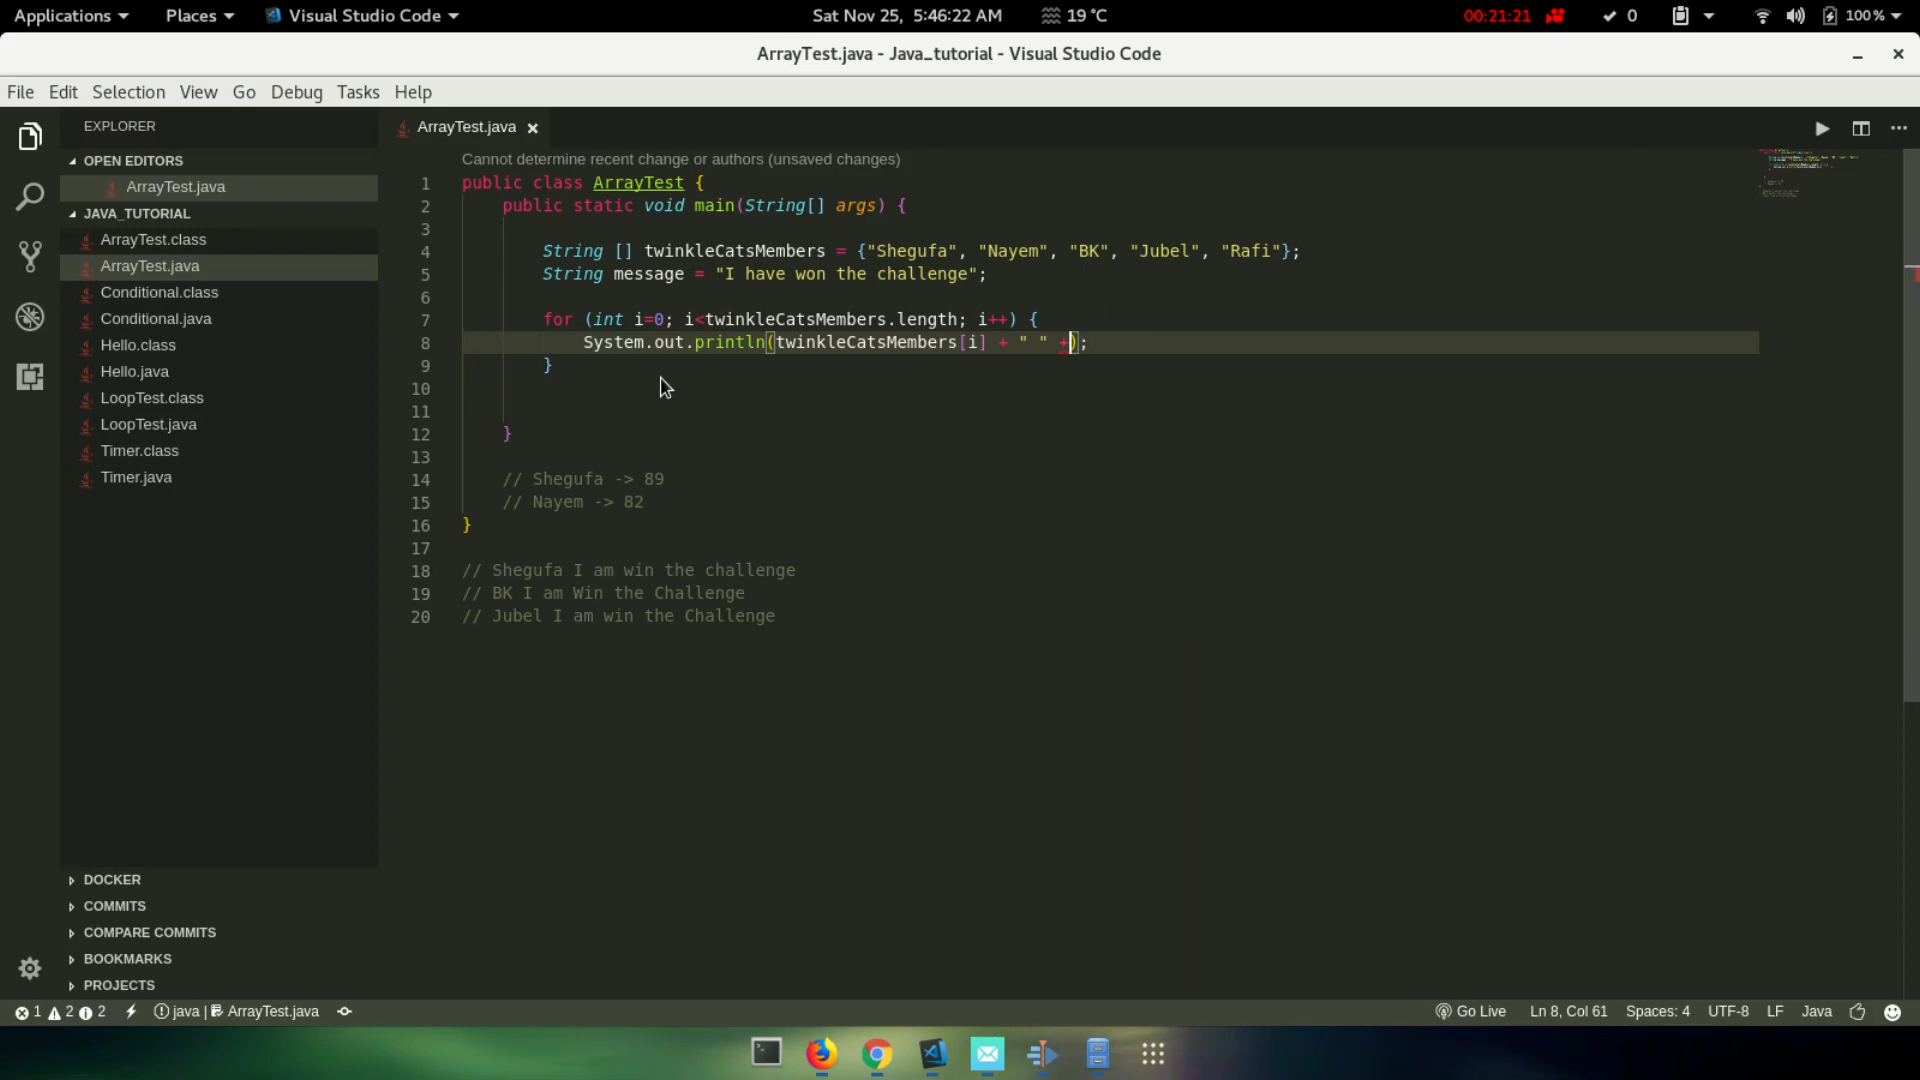 Applications Places Visual Studio Code Sat Nov 25, 5:46:22 AM 19 °C 00:21:21 0 100%
ArrayTest.java - Java_tutorial - Visual Studio Code
File Edit Selection View Go Debug Tasks Help
EXPLORER
OPEN EDITORS
ArrayTest.java
JAVA_TUTORIAL
ArrayTest.class
ArrayTest.java
Conditional.class
Conditional.java
Hello.class
Hello.java
LoopTest.class
LoopTest.java
Timer.class
Timer.java
DOCKER
COMMITS
COMPARE COMMITS
BOOKMARKS
PROJECTS
ArrayTest.java
Cannot determine recent change or authors (unsaved changes)
1 public class ArrayTest {
2 public static void main(String[] args) {
3
4 String [] twinkleCatsMembers = {"Shegufa", "Nayem", "BK", "Jubel", "Rafi"};
5 String message = "I have won the challenge";
6
7 for (int i=0; i<twinkleCatsMembers.length; i++) {
8 System.out.println(twinkleCatsMembers[i] + " " +);
9 }
10
11
12 }
13
14 // Shegufa -> 89
15 // Nayem -> 82
16 }
17
18 // Shegufa I am win the challenge
19 // BK I am Win the Challenge
20 // Jubel I am win the Challenge
1 2 2 java | ArrayTest.java Go Live Ln 8, Col 61 Spaces: 4 UTF-8 LF Java